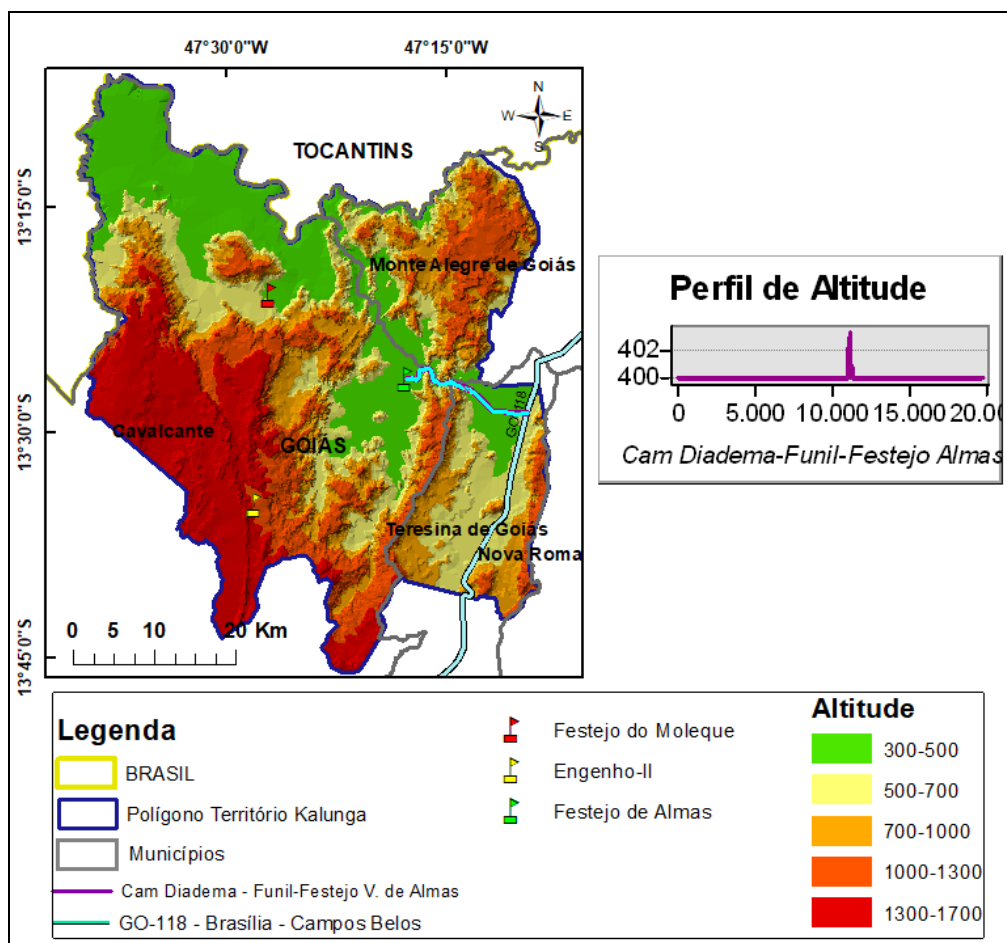 47°30'0"W
47°15'0"W
N
W E
S
TOCANTINS
13°15'0"S
Monte Alegre de Goiás
Perfil de Altitude
402
400
0 5.000 10.000 15.000 20.00
Cam Diadema-Funil-Festejo Almas
GO-118
13°30'0"S
Cavalcante
GOIÁS
Teresina de Goiás
Nova Roma
0 5 10 20 Km
13°45'0"S
Legenda
BRASIL
Polígono Território Kalunga
Municípios
Cam Diadema - Funil-Festejo V. de Almas
GO-118 - Brasília - Campos Belos
Festejo do Moleque
Engenho-II
Festejo de Almas
Altitude
300-500
500-700
700-1000
1000-1300
1300-1700